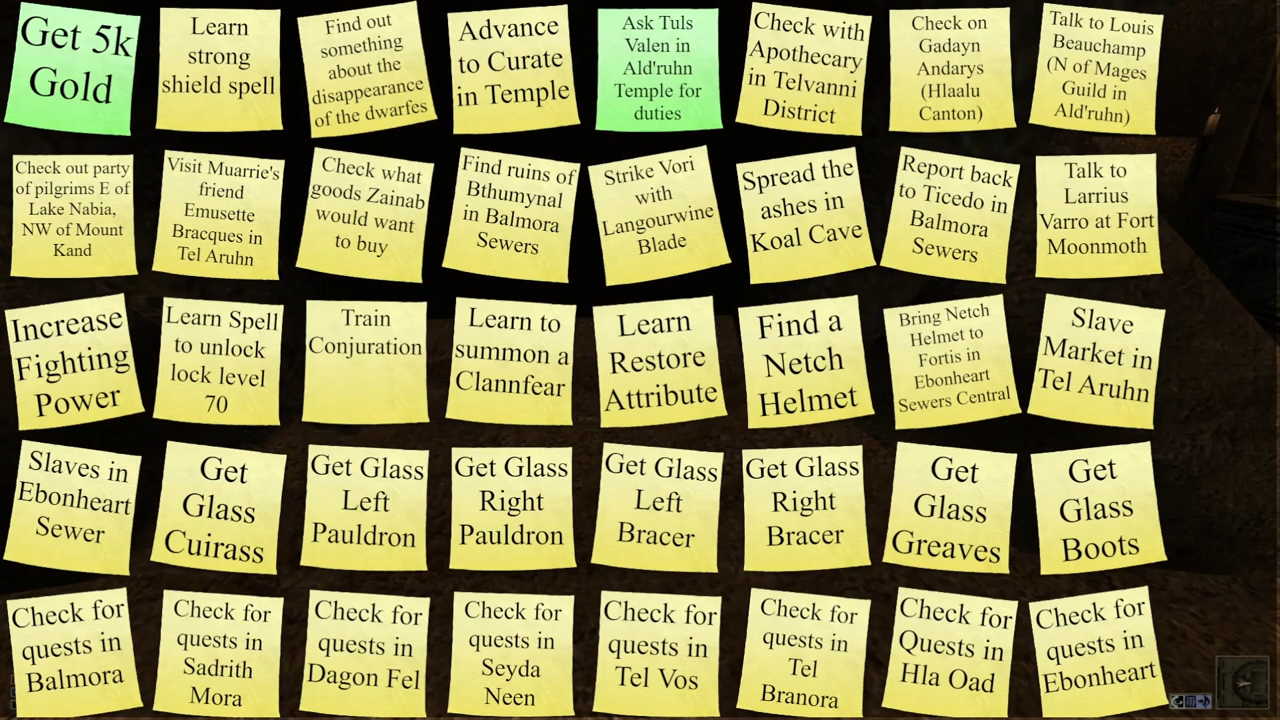 Get 5k
Gold
Learn
strong
shield spell
Find out
something
about the
disappearance
of the dwarfes
Advance
to Curate
in Temple
Ask Tuls
Valen in
Ald'ruhn
Temple for
duties
Check with
Apothecary
in Telvanni
District
Check on
Gadayn
Andarys
(Hlaalu
Canton)
Talk to Louis
Beauchamp
(N of Mages
Guild in
Ald'ruhn)
Check out party
of pilgrims E of
Lake Nabia,
NW of Mount
Kand
Visit Muarrie's
friend
Emusette
Bracques in
Tel Aruhn
Check what
goods Zainab
would want
to buy
Find ruins of
Bthumynal
in Balmora
Sewers
Strike Vori
with
Langourwine
Blade
Spread the
ashes in
Koal Cave
Report back
to Ticedo in
Balmora
Sewers
Talk to
Larrius
Varro at Fort
Moonmoth
Increase
Fighting
Power
Learn Spell
to unlock
lock level
70
Train
Conjuration
Learn to
summon a
Clannfear
Learn
Restore
Attribute
Find a
Netch
Helmet
Bring Netch
Helmet to
Fortis in
Ebonheart
Sewers Central
Slave
Market in
Tel Aruhn
Slaves in
Ebonheart
Sewer
Get
Glass
Cuirass
Get Glass
Left
Pauldron
Get Glass
Right
Pauldron
Get Glass
Left
Bracer
Get Glass
Right
Bracer
Get
Glass
Greaves
Get
Glass
Boots
Check for
quests in
Balmora
Check for
quests in
Sadrith
Mora
Check for
quests in
Dagon Fel
Check for
quests in
Seyda
Neen
Check for
quests in
Tel Vos
Check for
quests in
Tel
Branora
Check for
Quests in
Hla Oad
Check for
quests in
Ebonheart